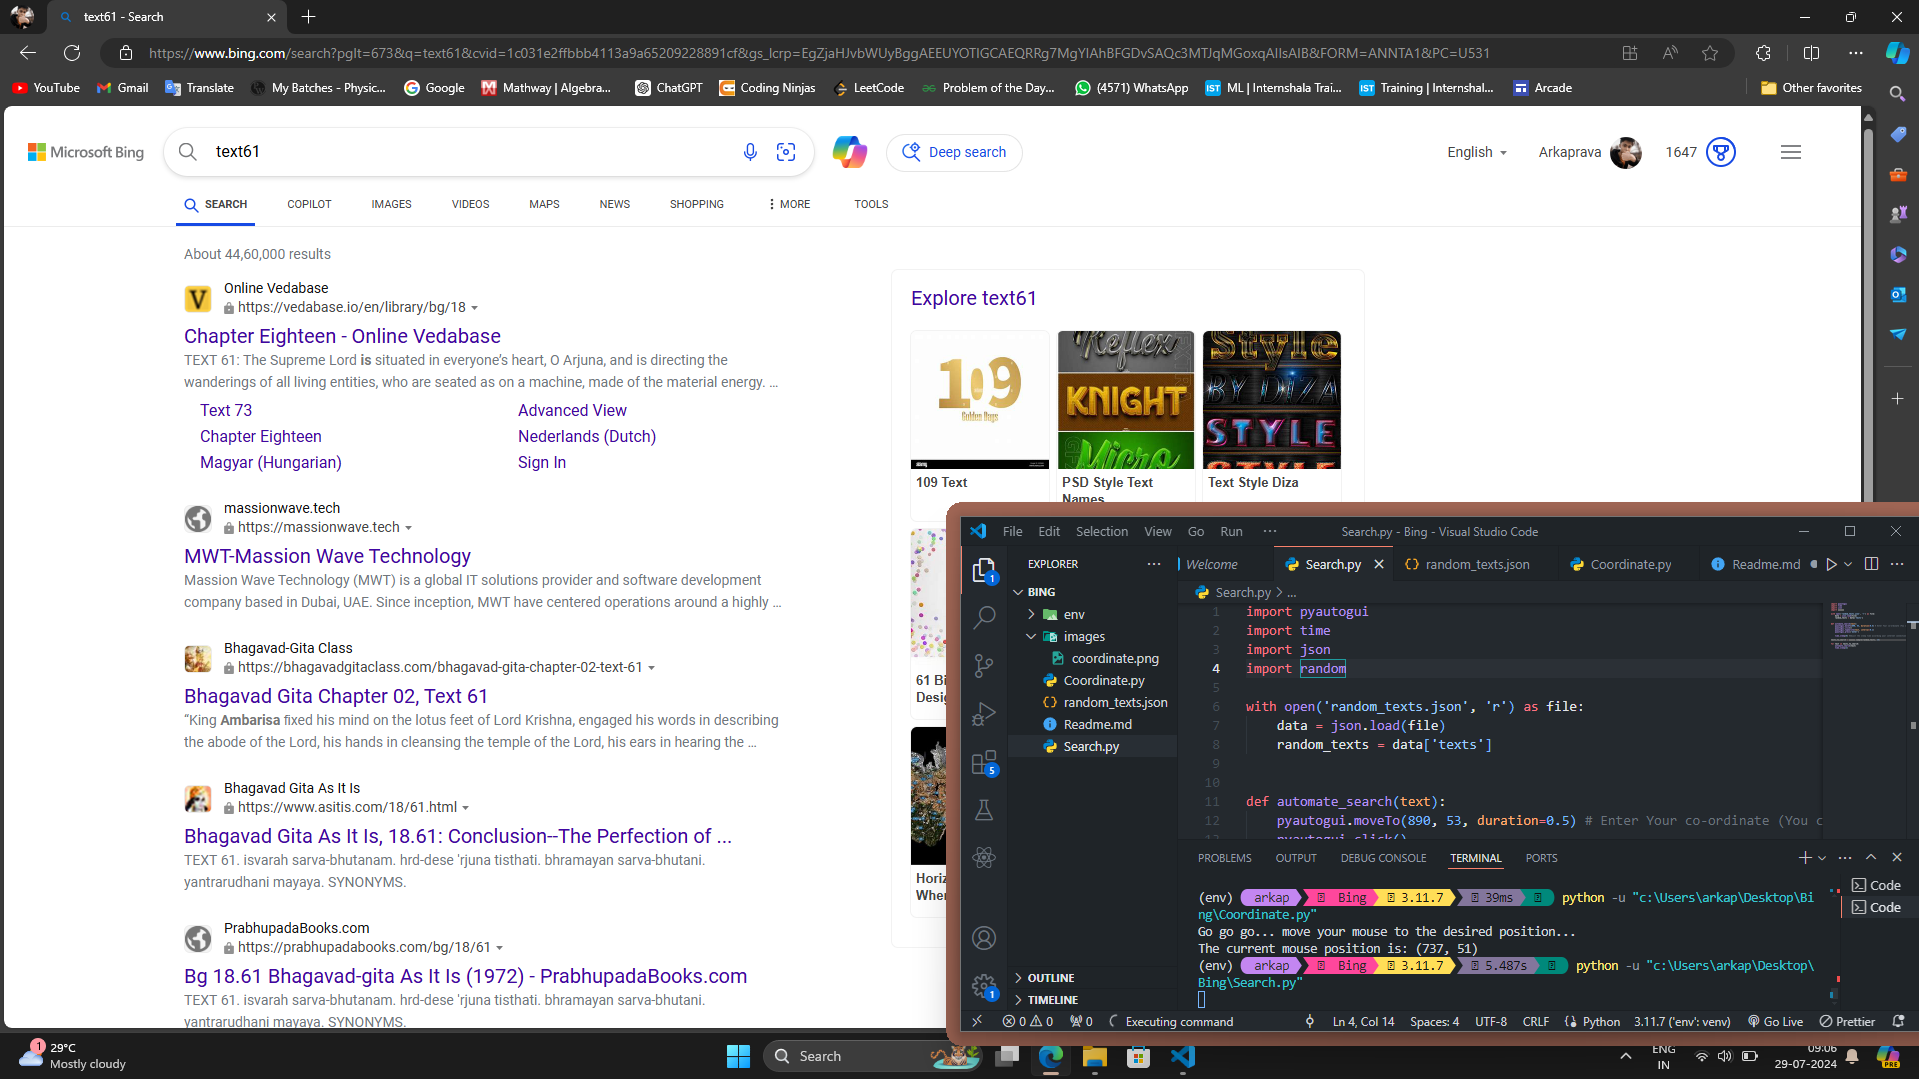 text61 - Search
https://www.bing.com/search?pglt=673&q=text61&cvid=1c031e2ffbbb4113a9a65209228891cf&gs_lcrp=EgZjaHJvbWUyBggAEEUYOTIGCAEQRRg7MgYIAhBFGDvSAQc3MTJqMGoxqAIIsAIB&FORM=ANNTA1&PC=U531
YouTube Gmail Translate My Batches - Physic... Google Mathway | Algebra... ChatGPT Coding Ninjas LeetCode Problem of the Day... (4571) WhatsApp ML | Internshala Trai... Training | Internshal... Arcade Other favorites
Microsoft Bing text61 Deep search English Arkaprava 1647
SEARCH COPILOT IMAGES VIDEOS MAPS NEWS SHOPPING MORE TOOLS
About 44,60,000 results
Online Vedabase
https://vedabase.io/en/library/bg/18
Chapter Eighteen - Online Vedabase
TEXT 61: The Supreme Lord is situated in everyone's heart, O Arjuna, and is directing the
wanderings of all living entities, who are seated as on a machine, made of the material energy. ...
Text 73 Advanced View
Chapter Eighteen Nederlands (Dutch)
Magyar (Hungarian) Sign In
massionwave.tech
https://massionwave.tech
MWT-Massion Wave Technology
Massion Wave Technology (MWT) is a global IT solutions provider and software development
company based in Dubai, UAE. Since inception, MWT have centered operations around a highly ...
Bhagavad-Gita Class
https://bhagavadgitaclass.com/bhagavad-gita-chapter-02-text-61
Bhagavad Gita Chapter 02, Text 61
“King Ambarisa fixed his mind on the lotus feet of Lord Krishna, engaged his words in describing
the abode of the Lord, his hands in cleansing the temple of the Lord, his ears in hearing the ...
Bhagavad Gita As It Is
https://www.asitis.com/18/61.html
Bhagavad Gita As It Is, 18.61: Conclusion--The Perfection of ...
TEXT 61. isvarah sarva-bhutanam. hrd-dese 'rjuna tisthati. bhramayan sarva-bhutani.
yantrarudhani mayaya. SYNONYMS.
PrabhupadaBooks.com
https://prabhupadabooks.com/bg/18/61
Bg 18.61 Bhagavad-gita As It Is (1972) - PrabhupadaBooks.com
TEXT 61. isvarah sarva-bhutanam. hrd-dese 'rjuna tisthati. bhramayan sarva-bhutani.
yantrarudhani mayaya. SYNONYMS.
Explore text61
109
Golden Bags
Reflex
KNIGHT
Micro
Style
BY DIZA
STYLE
STYLE
109 Text PSD Style Text Names Text Style Diza
61 Bi
Desig
Horiz
Wher
File Edit Selection View Go Run ··· Search.py - Bing - Visual Studio Code
EXPLORER ··· Welcome Search.py random_texts.json Coordinate.py Readme.md
BING
env
images
coordinate.png
Coordinate.py
random_texts.json
Readme.md
Search.py
OUTLINE
TIMELINE
1
5
1
Search.py > ...
1 import pyautogui
2 import time
3 import json
4 import random
5
6 with open('random_texts.json', 'r') as file:
7 data = json.load(file)
8 random_texts = data['texts']
9
10
11 def automate_search(text):
12 pyautogui.moveTo(890, 53, duration=0.5) # Enter Your co-ordinate (You c
13 pyautogui.click()
PROBLEMS OUTPUT DEBUG CONSOLE TERMINAL PORTS
Code
Code
(env) arkap Bing 3.11.7 39ms python -u "c:\Users\arkap\Desktop\Bi
ng\Coordinate.py"
Go go go... move your mouse to the desired position...
The current mouse position is: (737, 51)
(env) arkap Bing 3.11.7 5.487s python -u "c:\Users\arkap\Desktop\
Bing\Search.py"
0 0 0 Executing command Ln 4, Col 14 Spaces: 4 UTF-8 CRLF Python 3.11.7 ('env': venv) Go Live Prettier
1
29°C
Mostly cloudy
Search
ENG
IN
09:06
29-07-2024
PRE